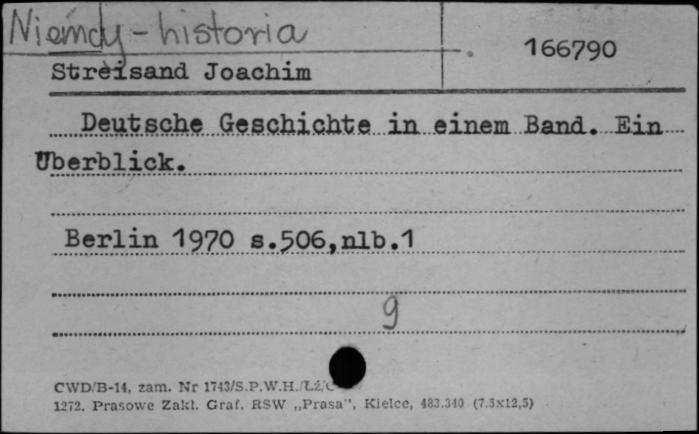 Niemcy - historia
166790
Streisand Joachim
Deutsche Geschichte in einem Band. Ein
Überblick.
Berlin 1970 s.506,nlb.1
9
CWD/B-14, zam. Nr 1743/S.P.W.H./Łź/
1272. Prasowe Zakł. Graf. RSW „Prasa", Kielce, 483.340 (7.5x12,5)